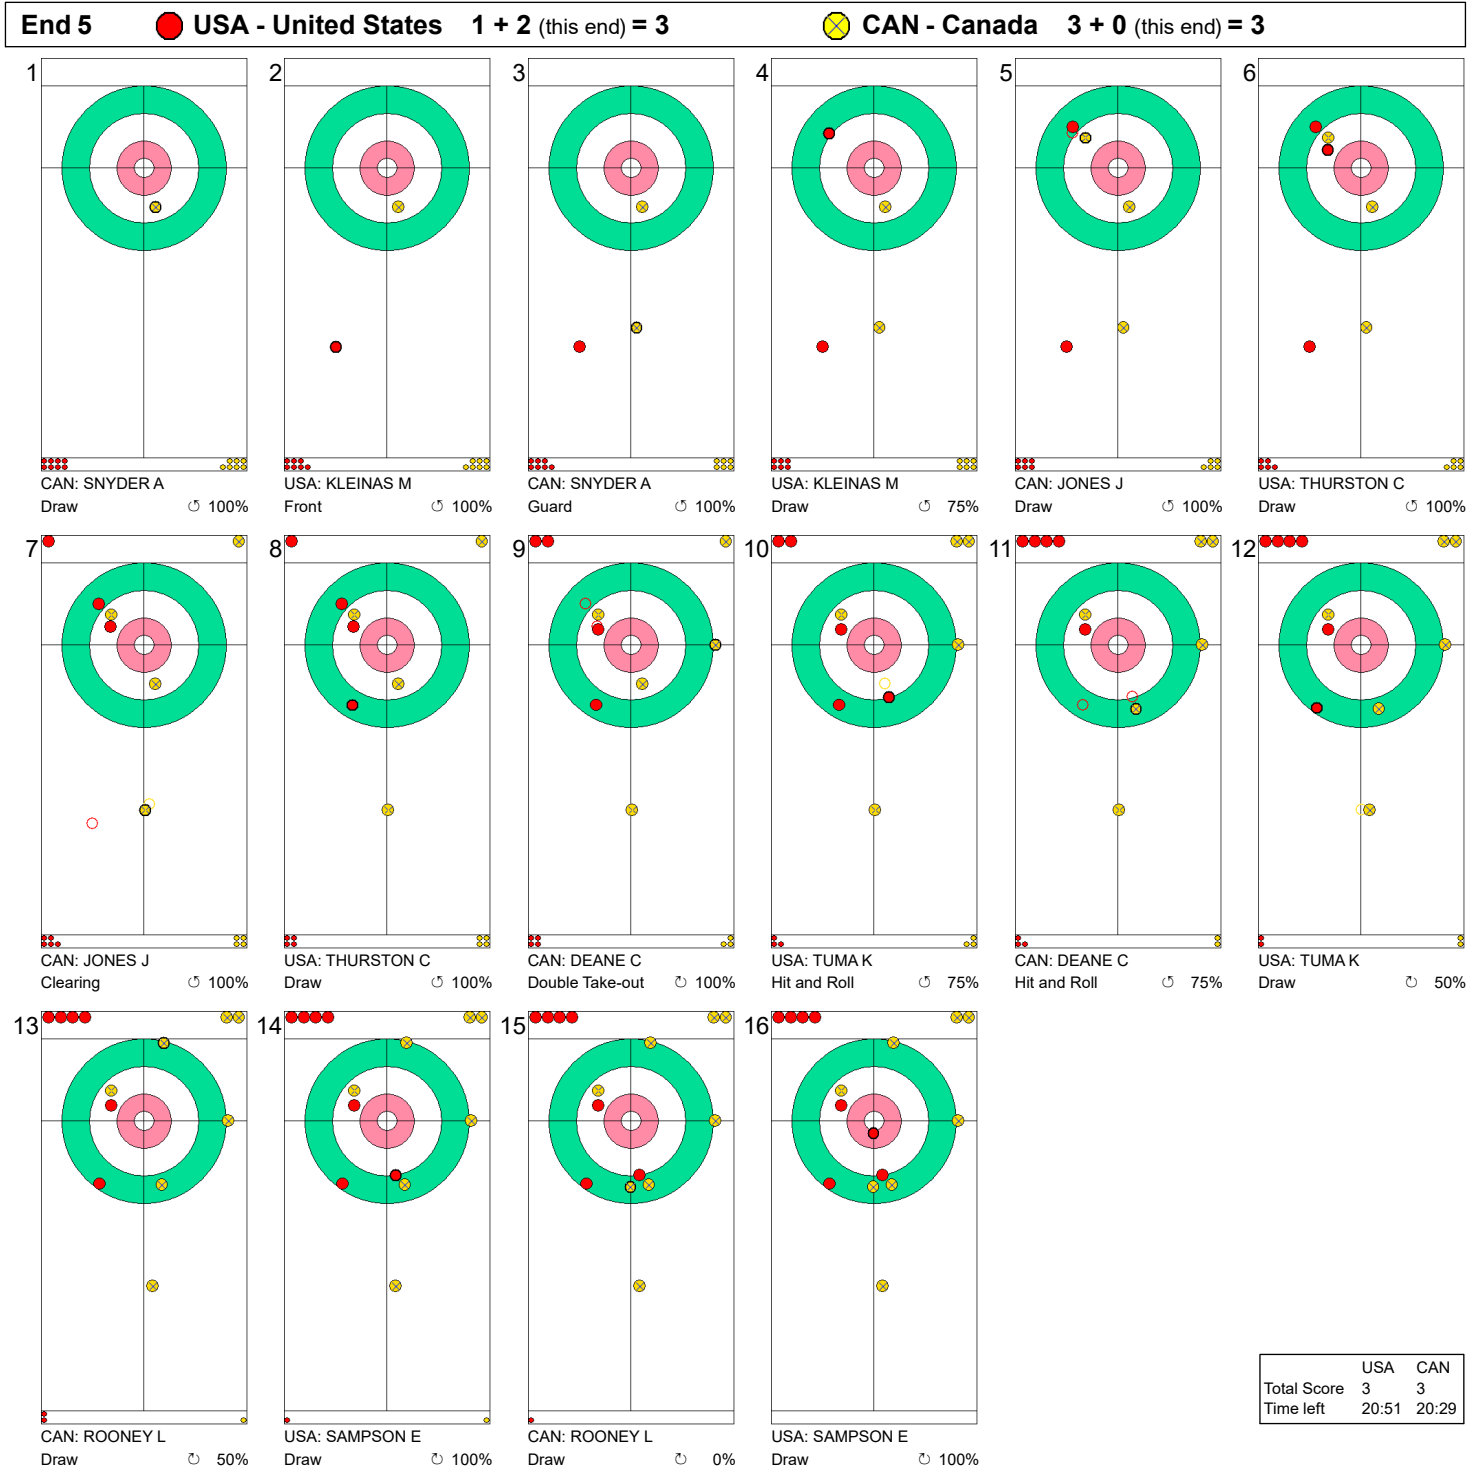 End 5 USA - United States 1 + 2 (this end) = 3 CAN - Canada 3 + 0 (this end) = 3
1 2 3 4 5 6
CAN: SNYDER A USA: KLEINAS M CAN: SNYDER A USA: KLEINAS M CAN: JONES J USA: THURSTON C
Draw ↺ 100% Front ↺ 100% Guard ↺ 100% Draw ↺ 75% Draw ↺ 100% Draw ↺ 100%
7 8 9 10 11 12
CAN: JONES J USA: THURSTON C CAN: DEANE C USA: TUMA K CAN: DEANE C USA: TUMA K
Clearing ↺ 100% Draw ↺ 100% Double Take-out ↻ 100% Hit and Roll ↺ 75% Hit and Roll ↺ 75% Draw ↻ 50%
13 14 15 16
CAN: ROONEY L USA: SAMPSON E CAN: ROONEY L USA: SAMPSON E
Draw ↻ 50% Draw ↻ 100% Draw ↻ 0% Draw ↻ 100%
USA CAN
Total Score 3 3
Time left 20:51 20:29